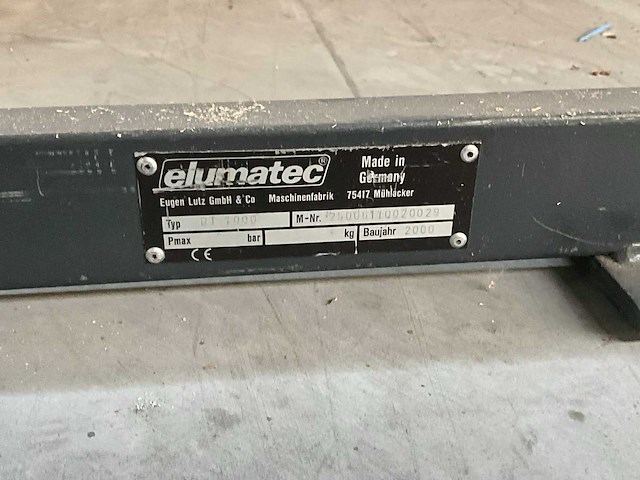 elumatec®
Made in
Germany
Eugen Lutz GmbH & Co Maschinenfabrik 75417 Mühlacker
Typ M-Nr.
Pmax bar kg Baujahr 2000
CE